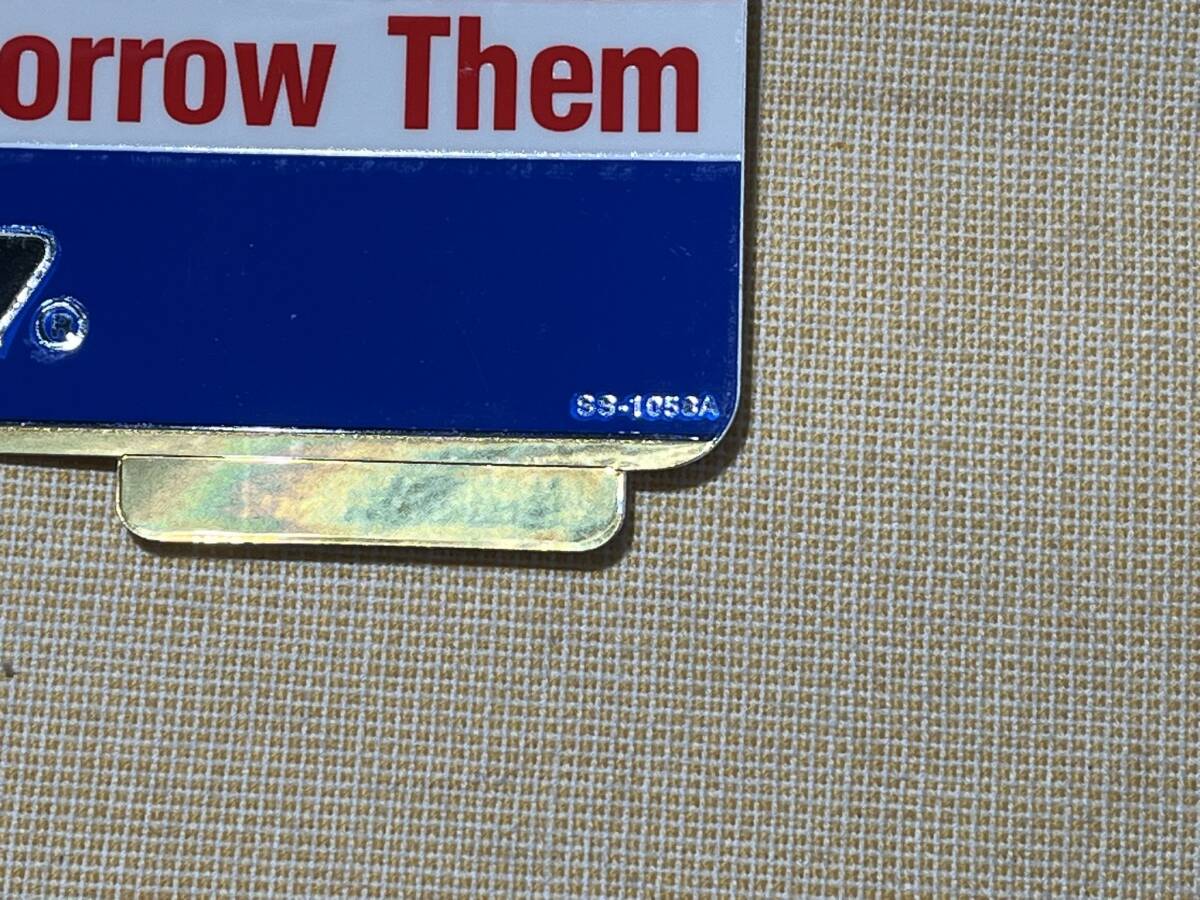 orrow Them
®
SS-1053A